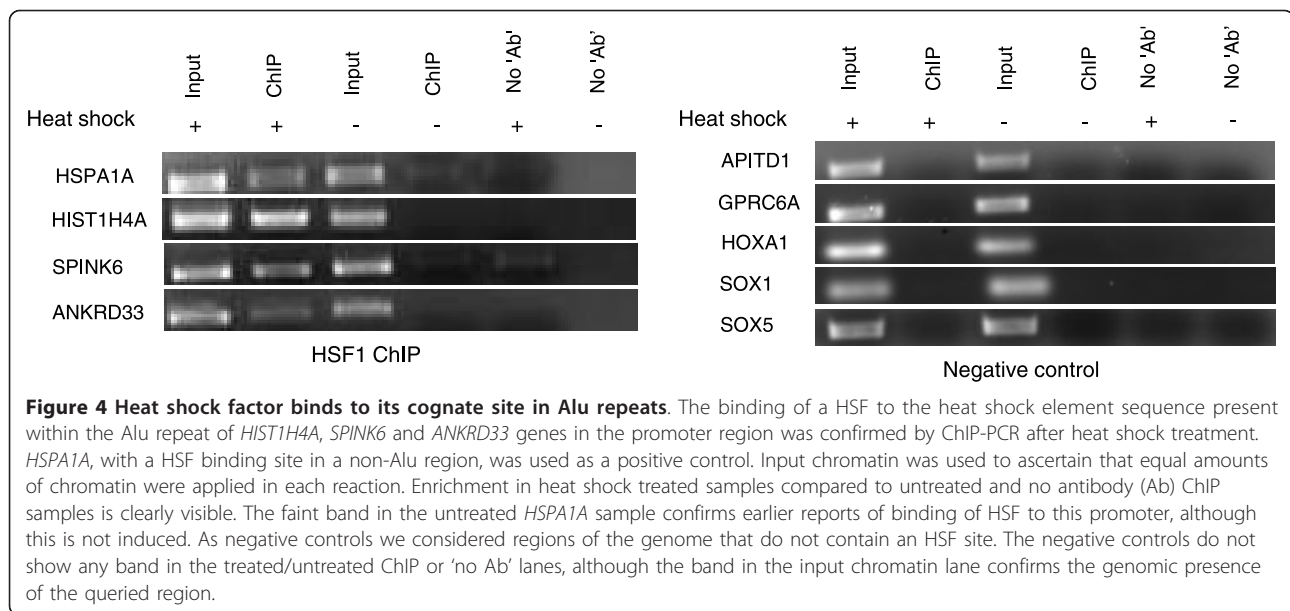 Input ChIP Input ChIP No 'Ab' No 'Ab'
Heat shock + + - - + -
HSPA1A
HIST1H4A
SPINK6
ANKRD33
HSF1 ChIP
Input ChIP Input ChIP No 'Ab' No 'Ab'
Heat shock + + - - + -
APITD1
GPRC6A
HOXA1
SOX1
SOX5
Negative control
Figure 4 Heat shock factor binds to its cognate site in Alu repeats. The binding of a HSF to the heat shock element sequence present
within the Alu repeat of HIST1H4A, SPINK6 and ANKRD33 genes in the promoter region was confirmed by ChIP-PCR after heat shock treatment.
HSPA1A, with a HSF binding site in a non-Alu region, was used as a positive control. Input chromatin was used to ascertain that equal amounts
of chromatin were applied in each reaction. Enrichment in heat shock treated samples compared to untreated and no antibody (Ab) ChIP
samples is clearly visible. The faint band in the untreated HSPA1A sample confirms earlier reports of binding of HSF to this promoter, although
this is not induced. As negative controls we considered regions of the genome that do not contain an HSF site. The negative controls do not
show any band in the treated/untreated ChIP or ‘no Ab’ lanes, although the band in the input chromatin lane confirms the genomic presence
of the queried region.